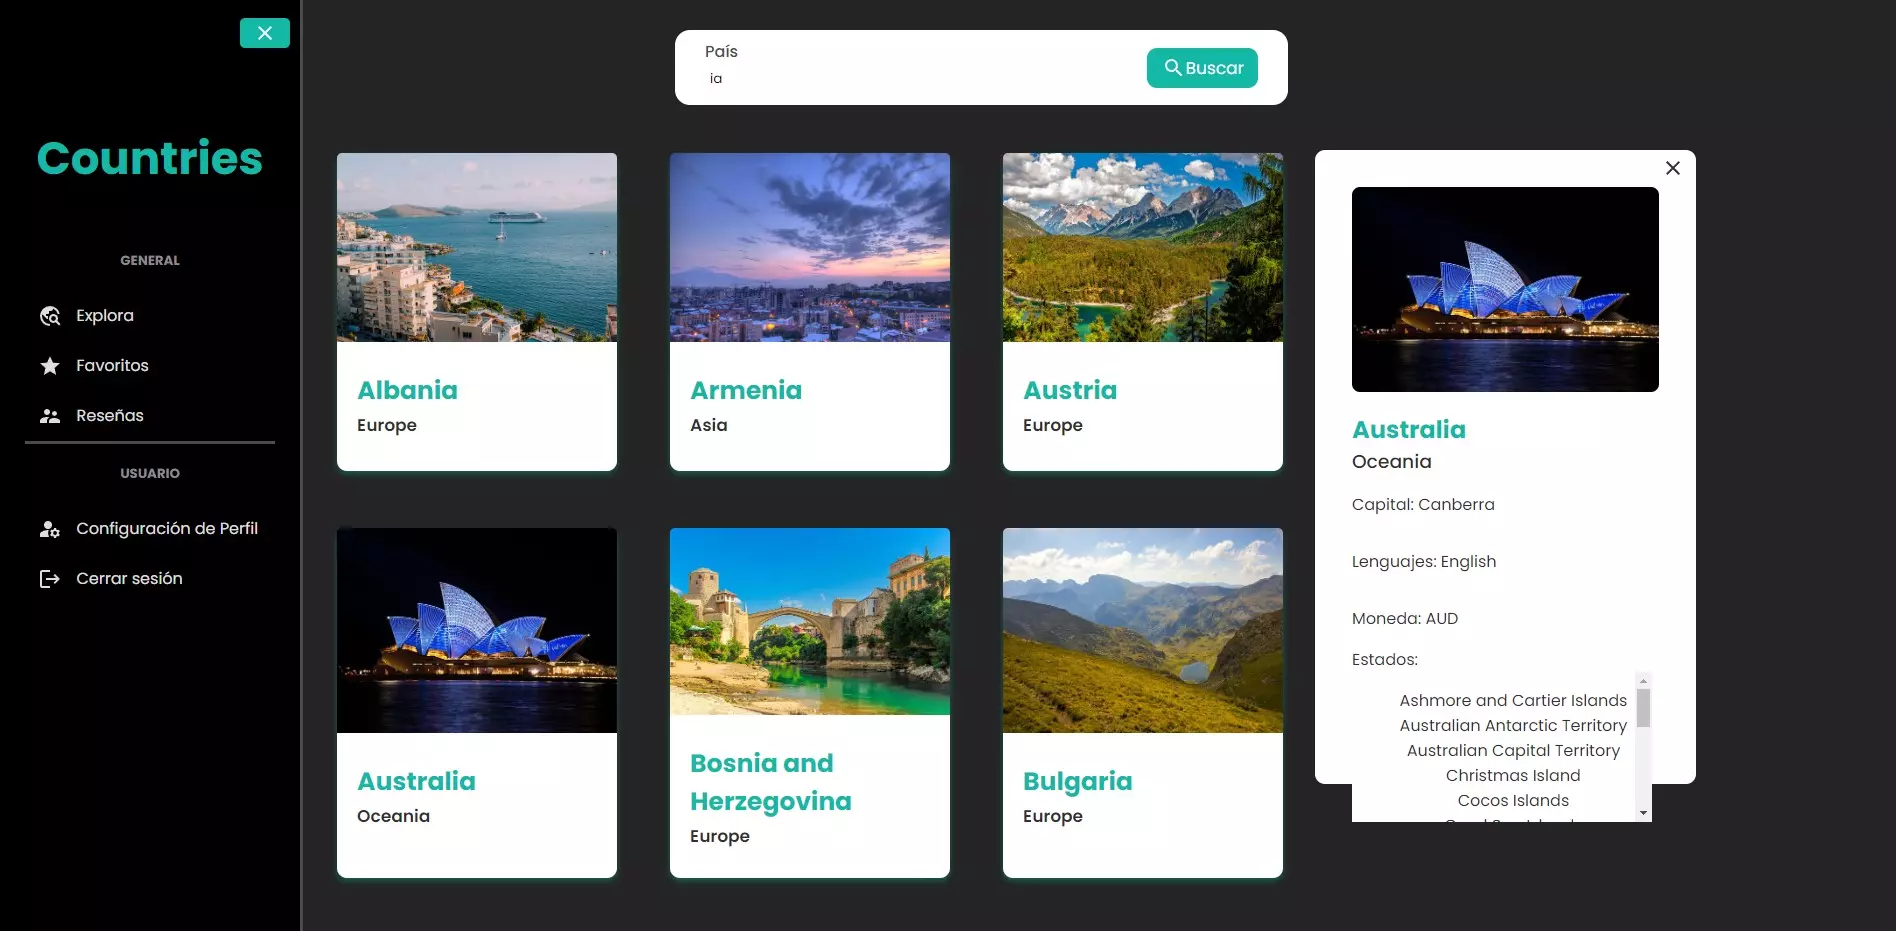 Countries
GENERAL
Explora
Favoritos
Reseñas
USUARIO
Configuración de Perfil
Cerrar sesión
País
ia
Buscar
Albania
Europe
Armenia
Asia
Austria
Europe
Australia
Oceania
Bosnia and
Herzegovina
Europe
Bulgaria
Europe
Australia
Oceania
Capital: Canberra
Lenguajes: English
Moneda: AUD
Estados:
Ashmore and Cartier Islands
Australian Antarctic Territory
Australian Capital Territory
Christmas Island
Cocos Islands